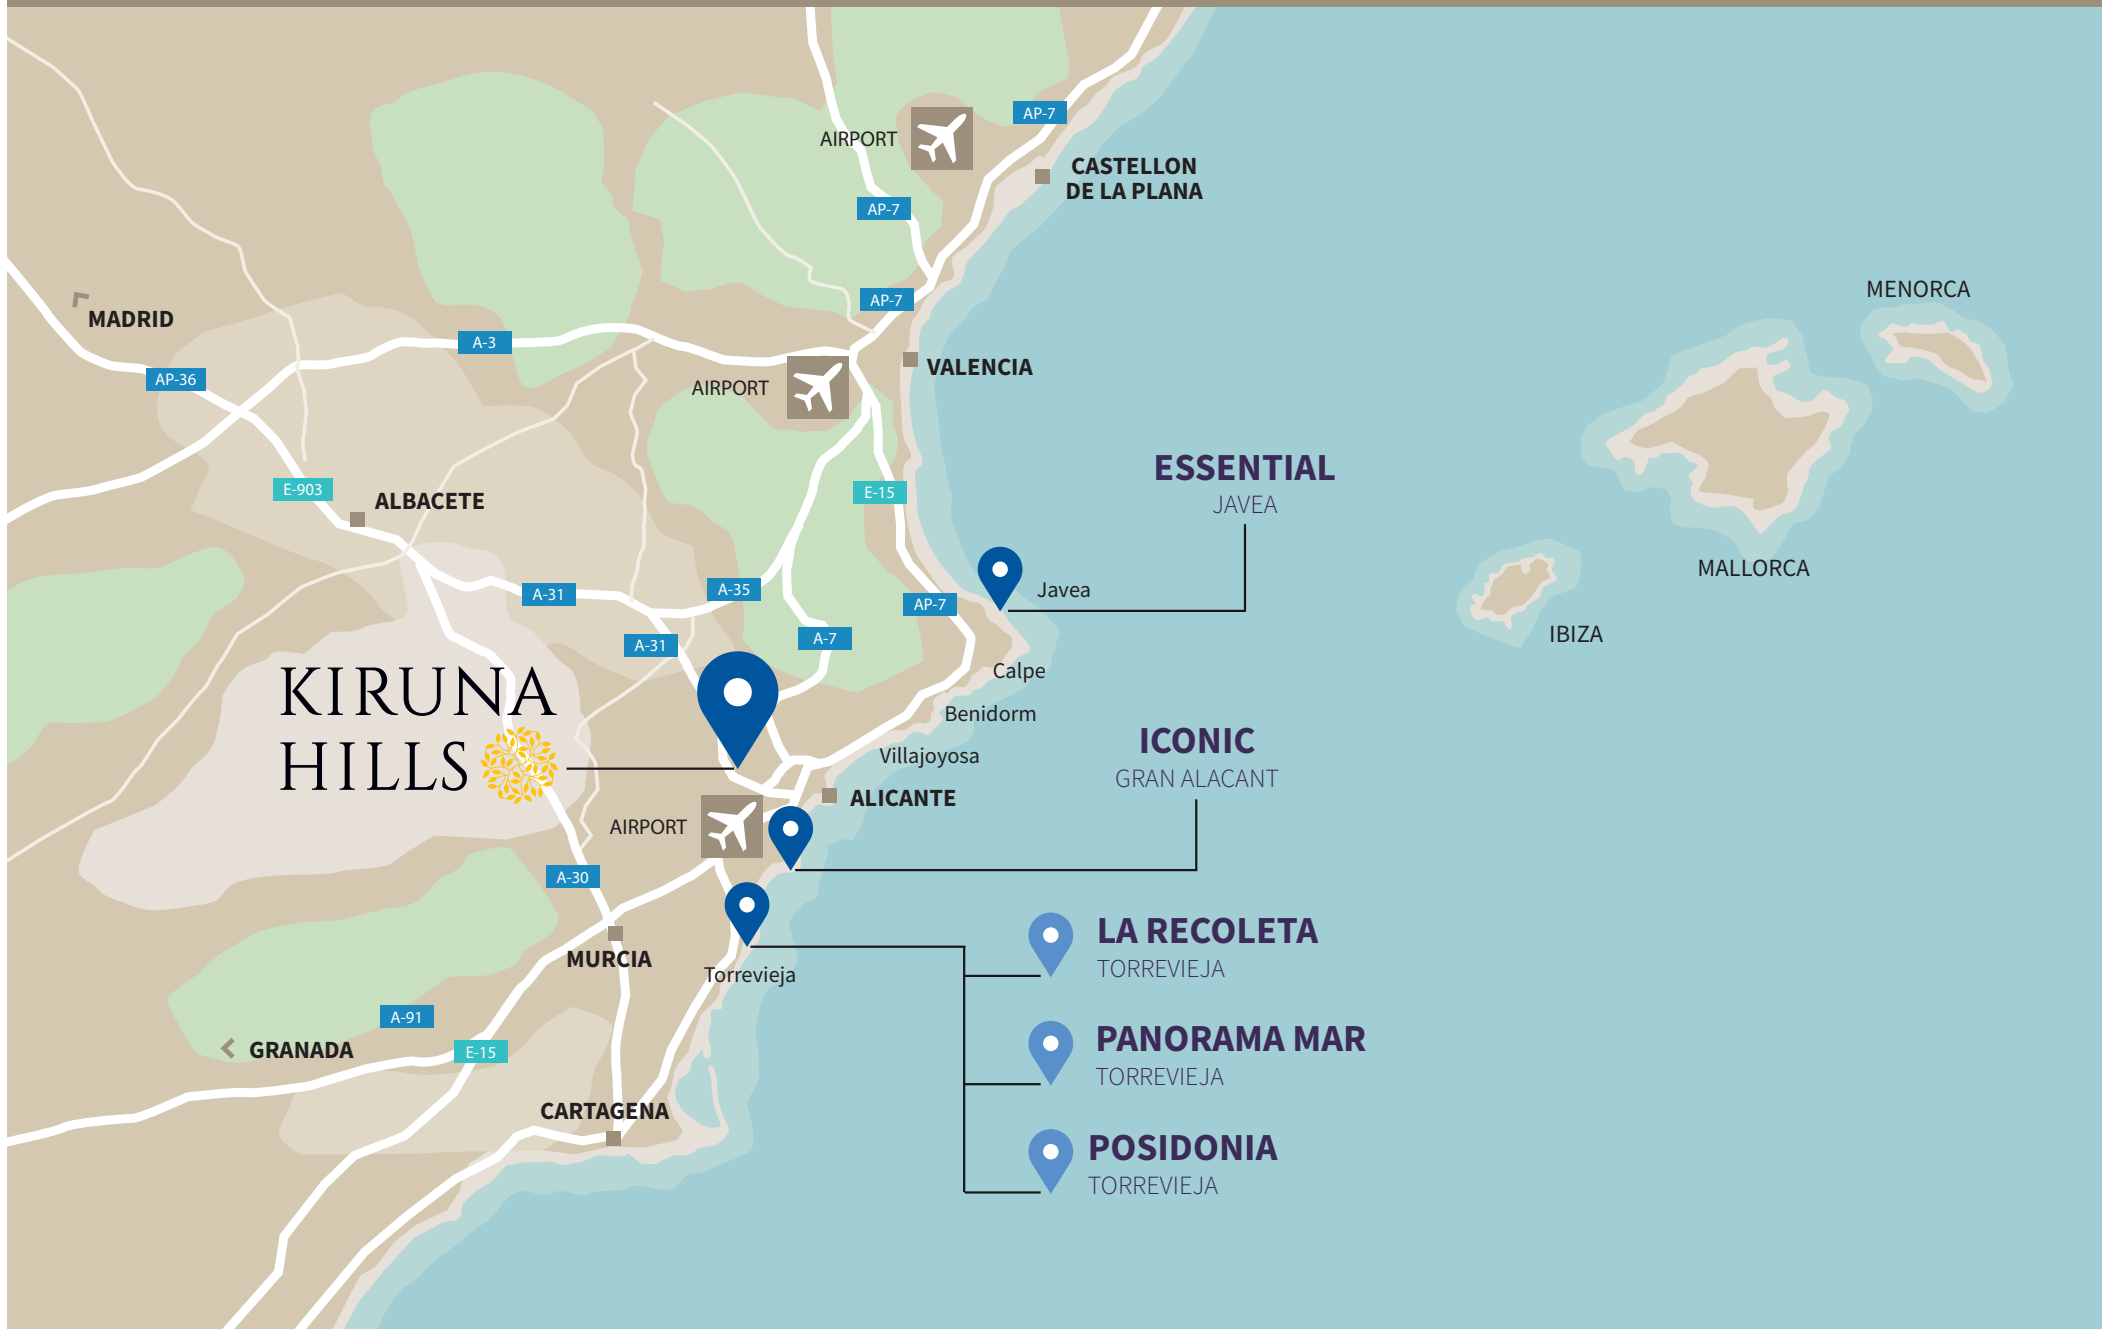 AP-7
AIRPORT
CASTELLON
DE LA PLANA
AP-7
MENORCA
AP-7
MADRID
A-3
VALENCIA
AP-36
AIRPORT
ESSENTIAL
JAVEA
E-903
E-15
ALBACETE
MALLORCA
A-31
A-35
Javea
AP-7
IBIZA
A-31
A-7
Calpe
KIRUNA
HILLS
Benidorm
Villajoyosa
ICONIC
GRAN ALACANT
ALICANTE
AIRPORT
A-30
LA RECOLETA
TORREVIEJA
MURCIA
Torrevieja
A-91
PANORAMA MAR
TORREVIEJA
GRANADA
E-15
CARTAGENA
POSIDONIA
TORREVIEJA